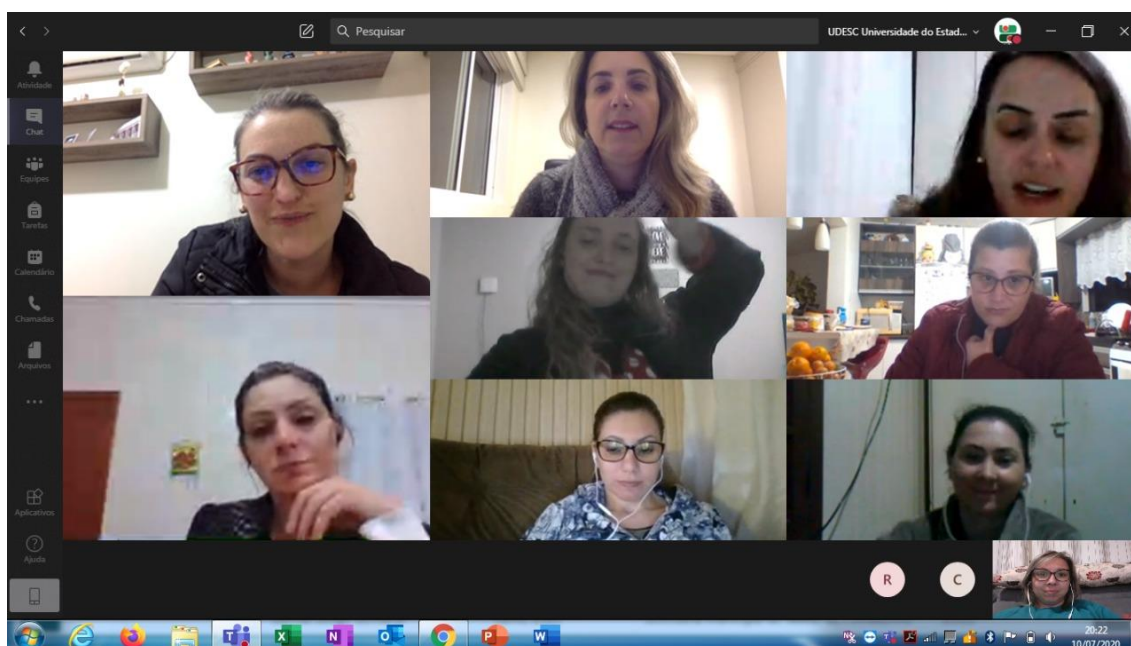 Pesquisar
UDESC Universidade do Estad...
Atividade
Chat
Equipes
Tarefas
Calendário
Chamadas
Arquivos
Aplicativos
Ajuda
R
C
20:22
10/07/2020